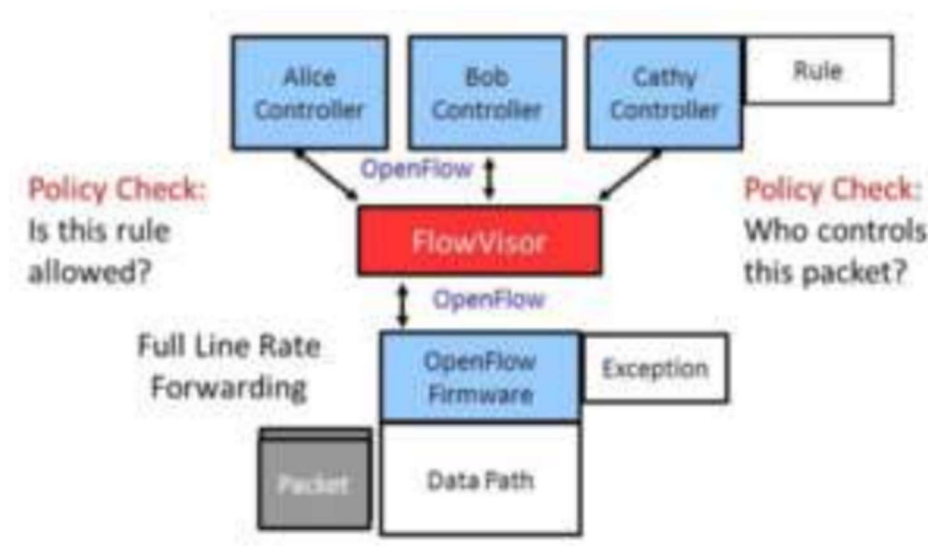 Alice
Controller
Bob
Controller
Cathy
Controller
Rule
OpenFlow
Policy Check:
Is this rule
allowed?
FlowVisor
Policy Check:
Who controls
this packet?
OpenFlow
Full Line Rate
Forwarding
OpenFlow
Firmware
Exception
Packet
Data Path